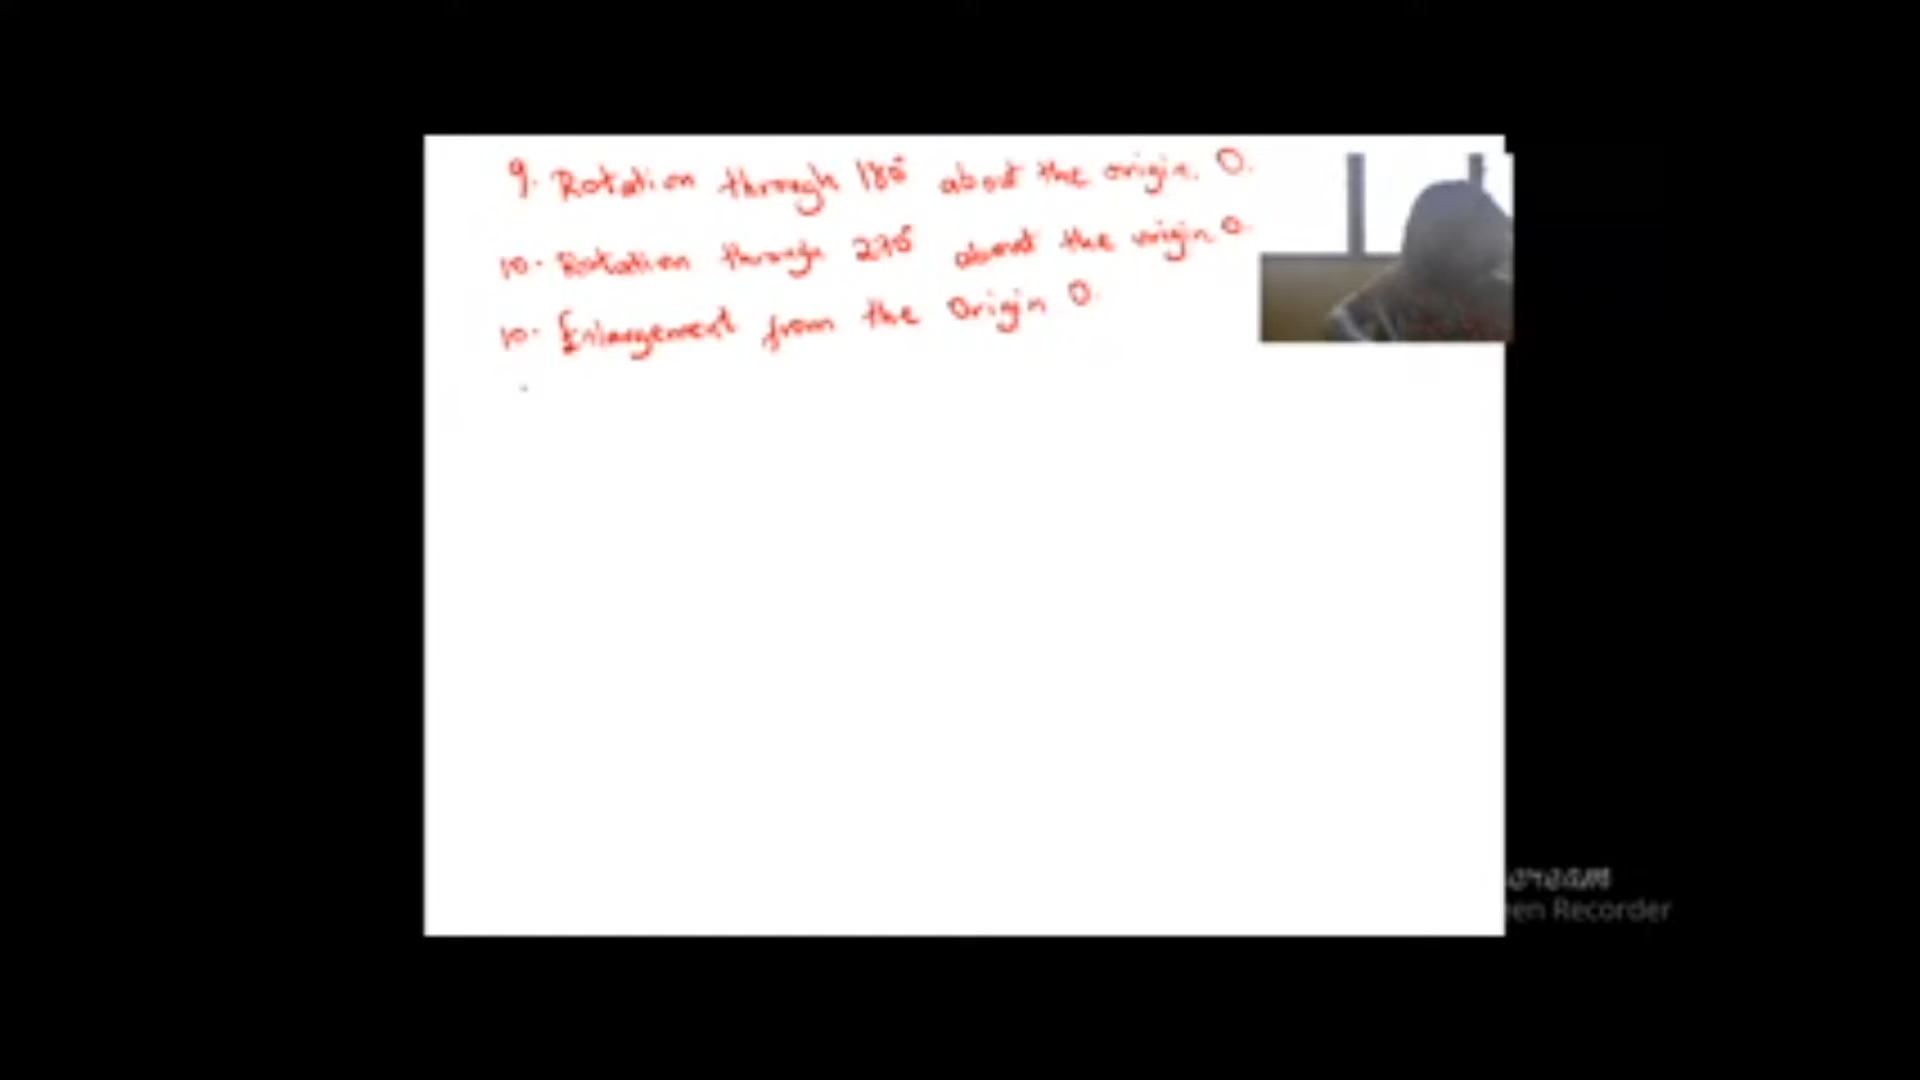 9. Rotation through 180° about the origin. O.
10. Rotation through 270° about the origin O.
10. Enlargement from the Origin O.
Recorder